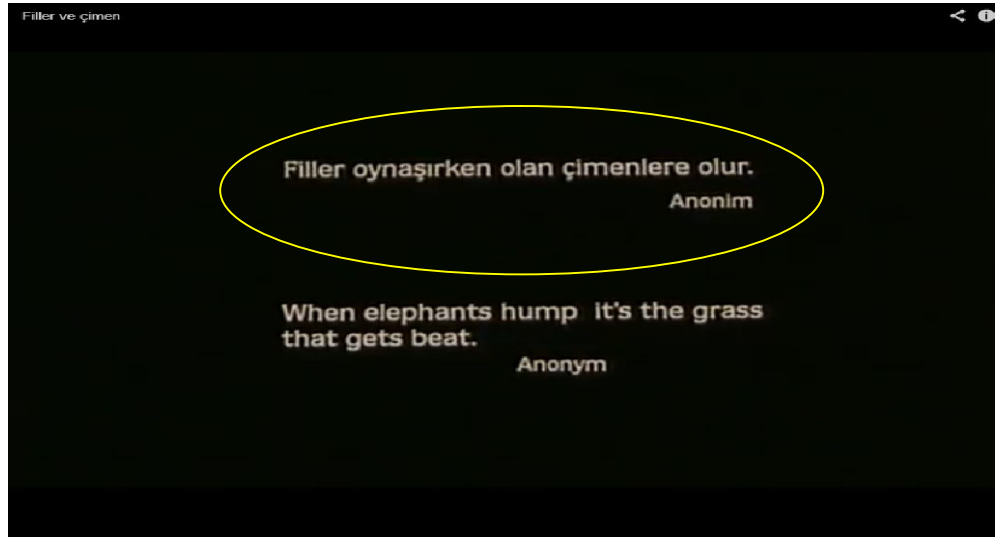 Filler ve çimen
Filler oynaşırken olan çimenlere olur.
Anonim
When elephants hump it's the grass
that gets beat.
Anonym